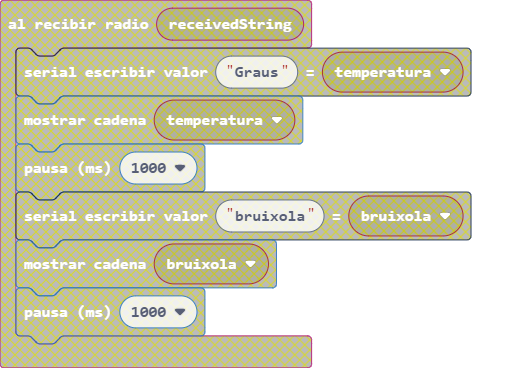 al recibir radio receivedString
serial escribir valor "Graus" = temperatura
mostrar cadena temperatura
pausa (ms) 1000
serial escribir valor "bruixola" = bruixola
mostrar cadena bruixola
pausa (ms) 1000